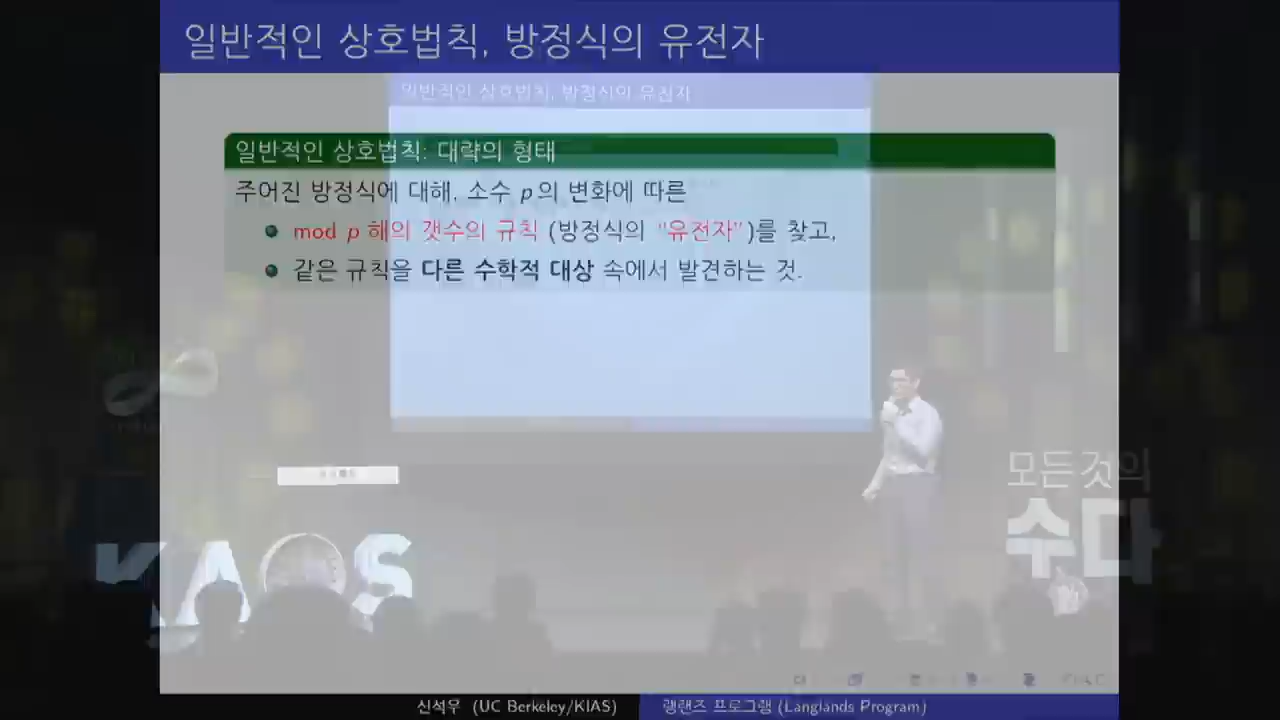 일반적인 상호법칙, 방정식의 유전자
일반적인 상호법칙, 방정식의 유전자
일반적인 상호법칙: 대략의 형태
주어진 방정식에 대해, 소수 p의 변화에 따른
mod p 해의 갯수의 규칙 (방정식의 "유전자")를 찾고,
같은 규칙을 다른 수학적 대상 속에서 발견하는 것.
모든것의
수다
KAOS
신석우 (UC Berkeley/KIAS)
랭랜즈 프로그램 (Langlands Program)